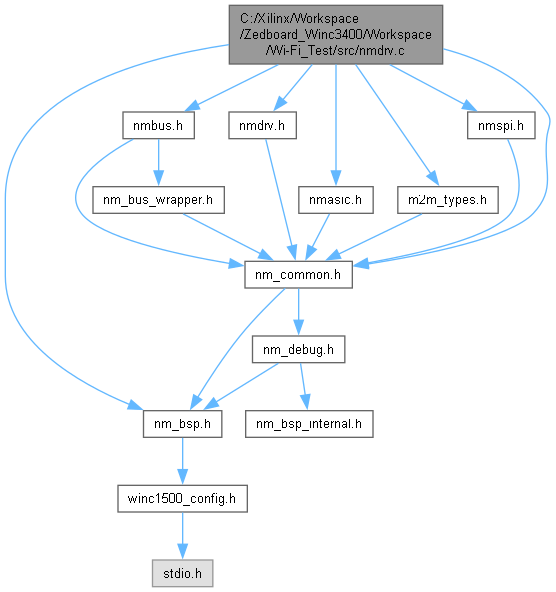 C:/Xilinx/Workspace
/Zedboard_Winc3400/Workspace
/Wi-Fi_Test/src/nmdrv.c
nmbus.h
nmdrv.h
nmspi.h
nm_bus_wrapper.h
nmasic.h
m2m_types.h
nm_common.h
nm_debug.h
nm_bsp.h
nm_bsp_internal.h
winc1500_config.h
stdio.h